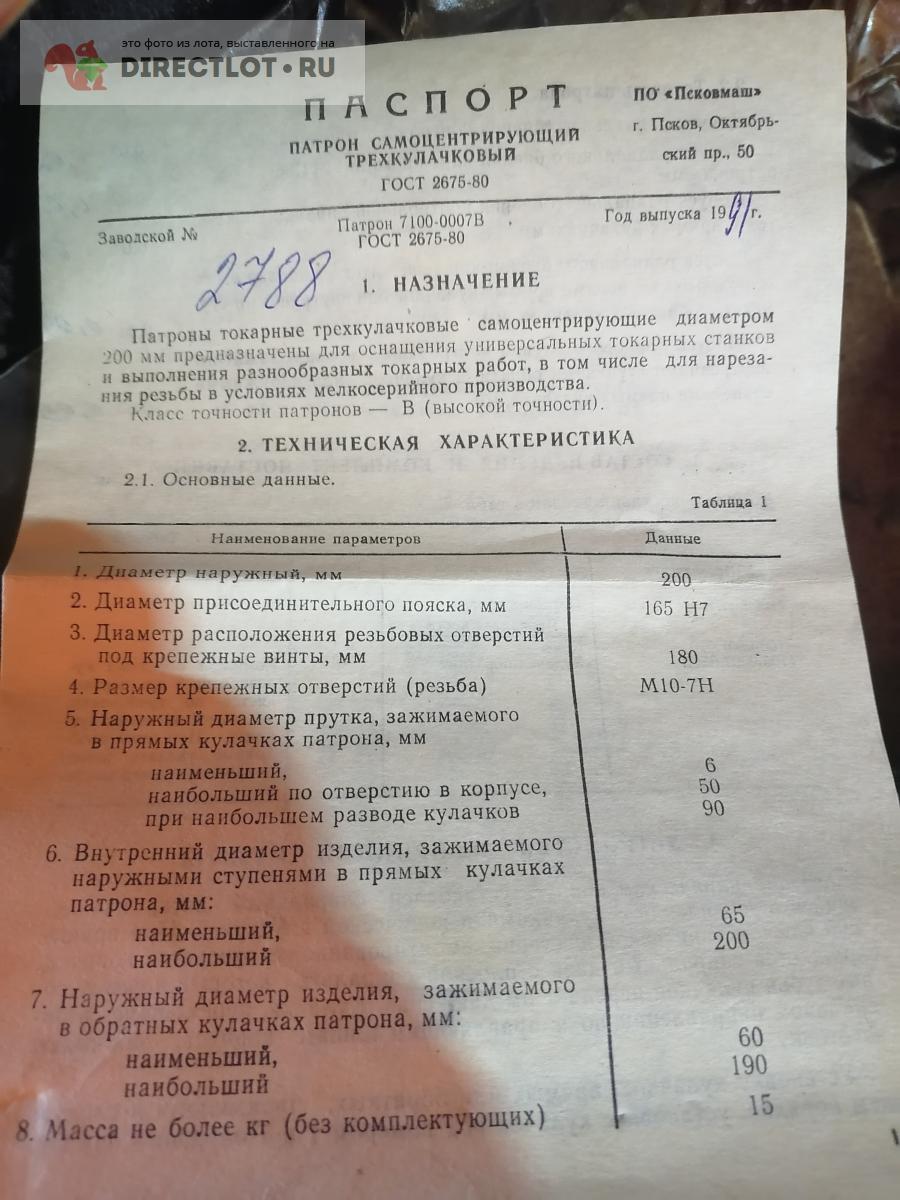 это фото из лота, выставленного на
DIRECTLOT•RU
ПАСПОРТ
ПАТРОН САМОЦЕНТРИРУЮЩИЙ
ТРЕХКУЛАЧКОВЫЙ
ГОСТ 2675-80
ПО «Псковмаш»
г. Псков, Октябрь-
ский пр., 50
Заводской №
2788
Патрон 7100-0007В
ГОСТ 2675-80
Год выпуска 1991 г.
1. НАЗНАЧЕНИЕ
Патроны токарные трехкулачковые самоцентрирующие диаметром
200 мм предназначены для оснащения универсальных токарных станков
и выполнения разнообразных токарных работ, в том числе для нареза-
ния резьбы в условиях мелкосерийного производства.
Класс точности патронов — В (высокой точности).
2. ТЕХНИЧЕСКАЯ ХАРАКТЕРИСТИКА
2.1. Основные данные.
Таблица 1
Наименование параметров Данные
1. Диаметр наружный, мм 200
2. Диаметр присоединительного пояска, мм 165 Н7
3. Диаметр расположения резьбовых отверстий
под крепежные винты, мм 180
4. Размер крепежных отверстий (резьба) М10-7Н
5. Наружный диаметр прутка, зажимаемого
в прямых кулачках патрона, мм
наименьший, 6
наибольший по отверстию в корпусе, 50
при наибольшем разводе кулачков 90
6. Внутренний диаметр изделия, зажимаемого
наружными ступенями в прямых кулачках
патрона, мм:
наименьший, 65
наибольший 200
7. Наружный диаметр изделия, зажимаемого
в обратных кулачках патрона, мм:
наименьший, 60
наибольший 190
8. Масса не более кг (без комплектующих) 15